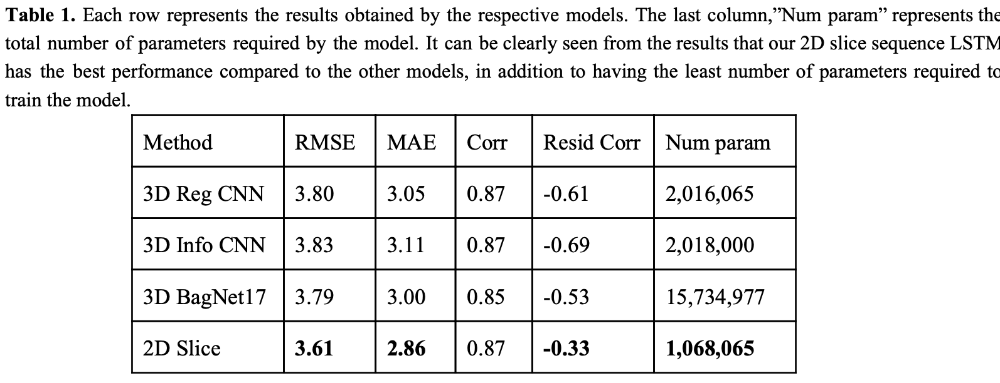 Table 1. Each row represents the results obtained by the respective models. The last column,”Num param” represents the
total number of parameters required by the model. It can be clearly seen from the results that our 2D slice sequence LSTM
has the best performance compared to the other models, in addition to having the least number of parameters required to
train the model.
Method RMSE MAE Corr Resid Corr Num param
3D Reg CNN 3.80 3.05 0.87 -0.61 2,016,065
3D Info CNN 3.83 3.11 0.87 -0.69 2,018,000
3D BagNet17 3.79 3.00 0.85 -0.53 15,734,977
2D Slice 3.61 2.86 0.87 -0.33 1,068,065